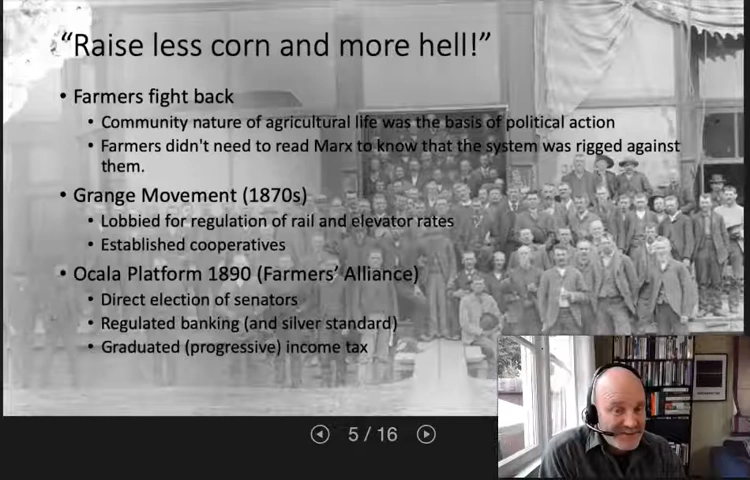 “Raise less corn and more hell!”
• Farmers fight back
• Community nature of agricultural life was the basis of political action
• Farmers didn't need to read Marx to know that the system was rigged against
them.
• Grange Movement (1870s)
• Lobbied for regulation of rail and elevator rates
• Established cooperatives
• Ocala Platform 1890 (Farmers’ Alliance)
• Direct election of senators
• Regulated banking (and silver standard)
• Graduated (progressive) income tax
5 / 16